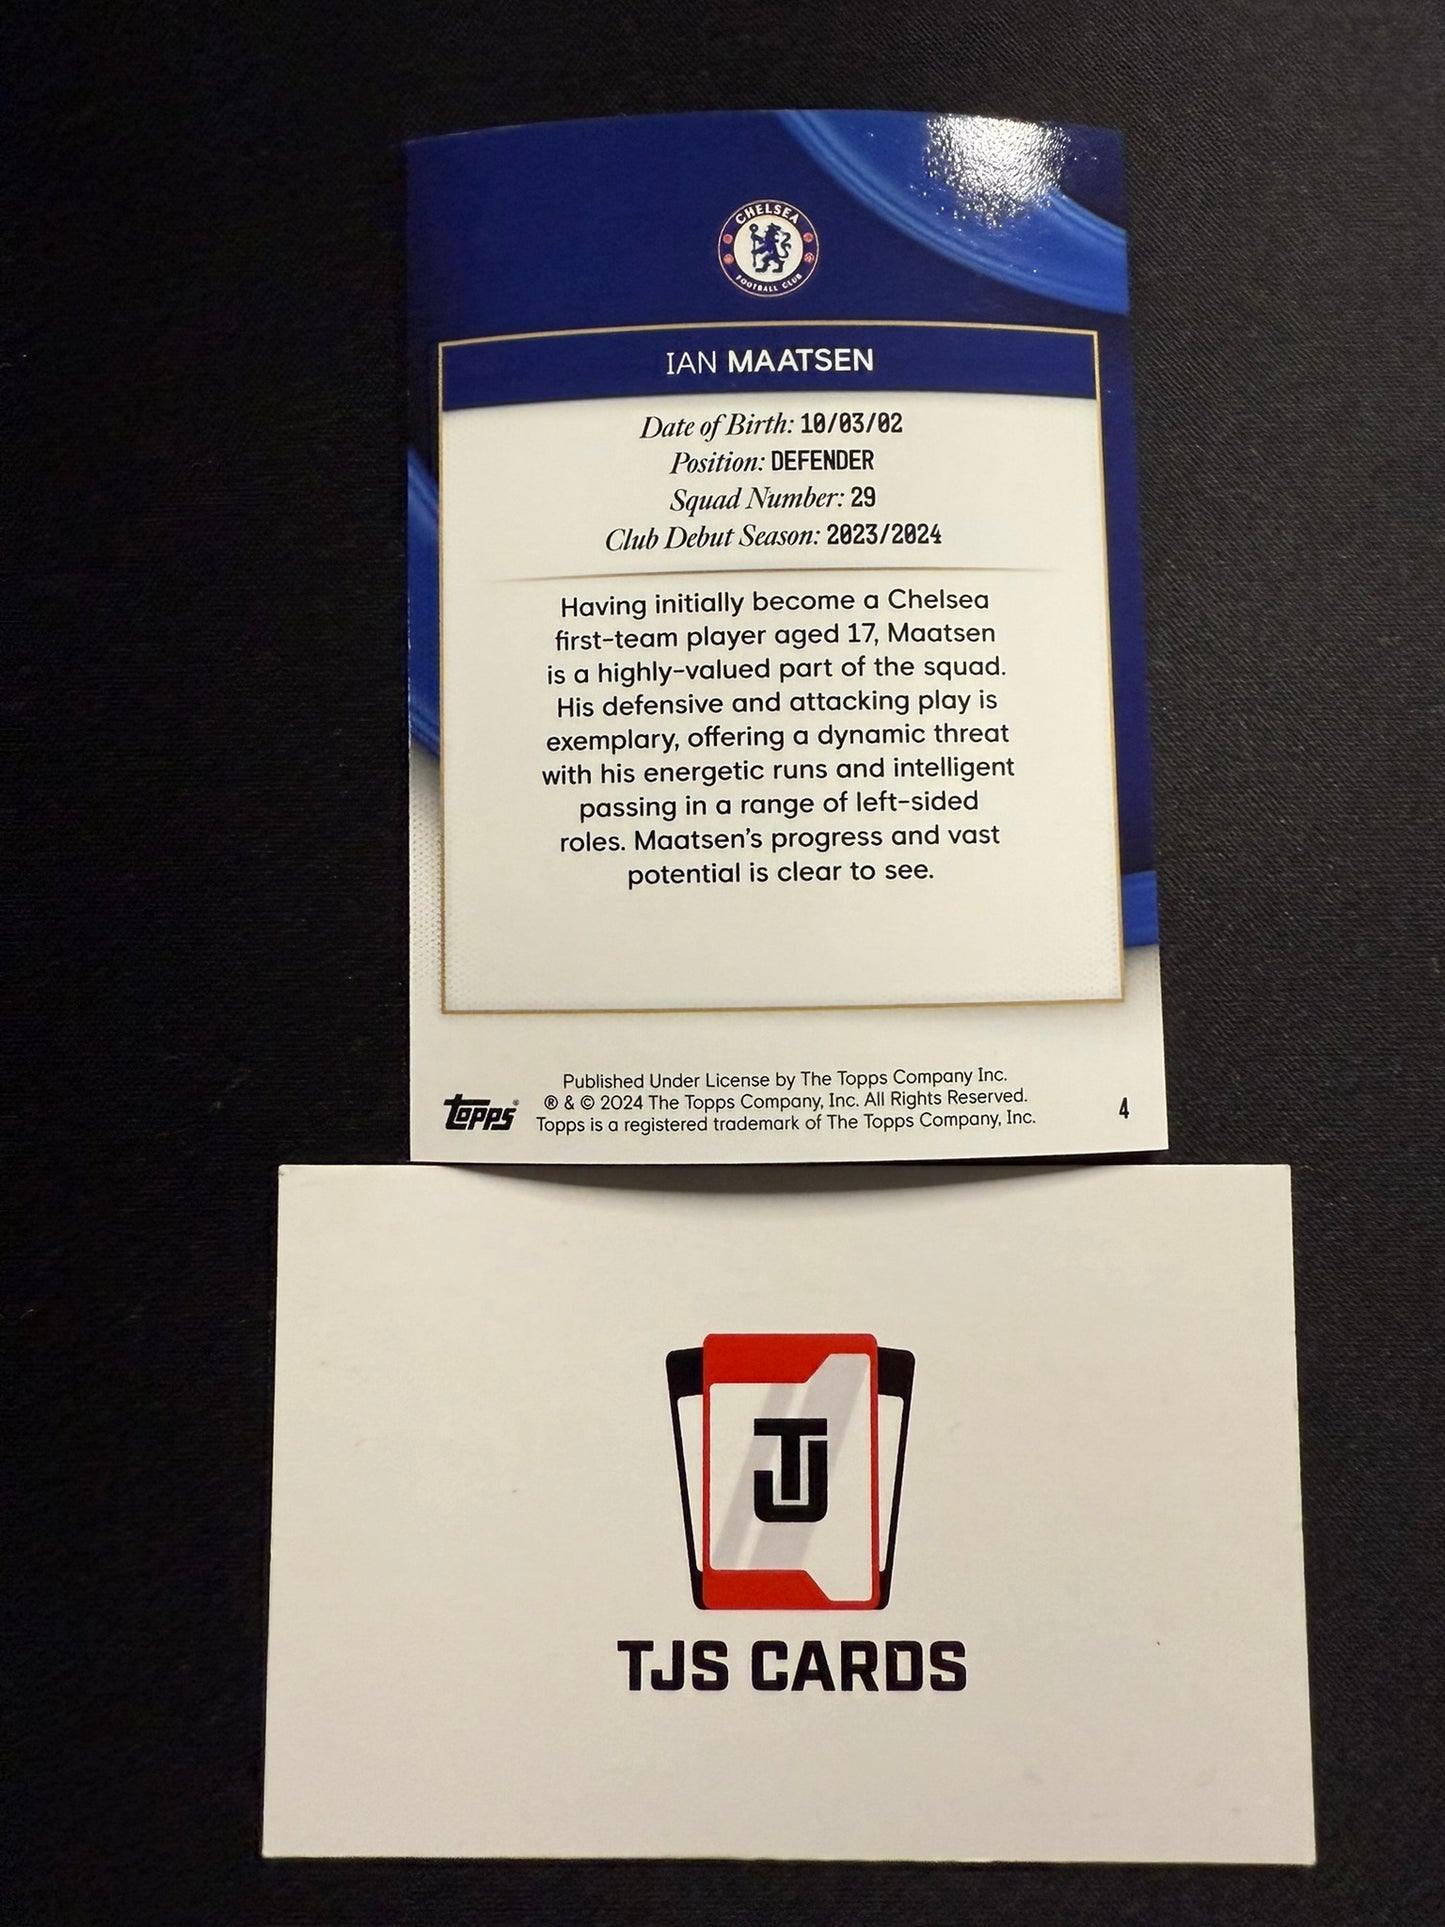 CHELSEA
FOOTBALL CLUB
IAN MAATSEN
Date of Birth: 10/03/02
Position: DEFENDER
Squad Number: 29
Club Debut Season: 2023/2024
Having initially become a Chelsea
first-team player aged 17, Maatsen
is a highly-valued part of the squad.
His defensive and attacking play is
exemplary, offering a dynamic threat
with his energetic runs and intelligent
passing in a range of left-sided
roles. Maatsen's progress and vast
potential is clear to see.
Published Under License by The Topps Company Inc.
® & © 2024 The Topps Company, Inc. All Rights Reserved.
Topps is a registered trademark of The Topps Company, Inc.
Topps®
4
TJ
TJS CARDS